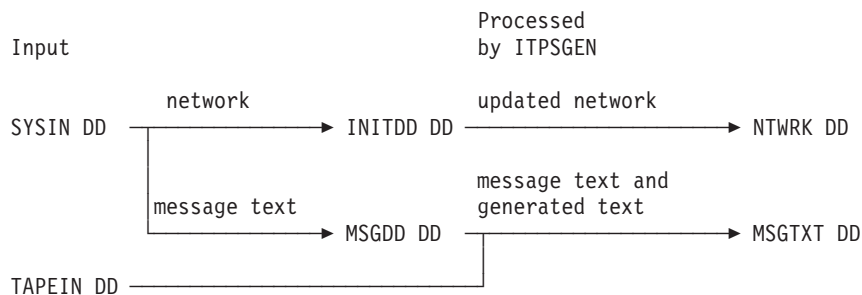 Processed
Input by ITPSGEN
network updated network
SYSIN DD INITDD DD NTWRK DD
message text and
message text generated text
MSGDD DD MSGTXT DD
TAPEIN DD